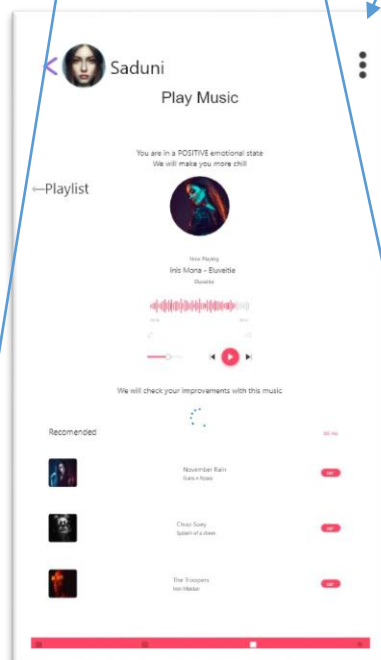 Saduni
Play Music
You are in a POSITIVE emotional state
We will make you more chill
Playlist
Now Playing
Inis Mona - Eluveitie
Eluveitie
We will check your improvements with this music
Recomended
November Rain
Guns n Roses
Chop Suey
System of a down
The Troopers
Iron Maiden